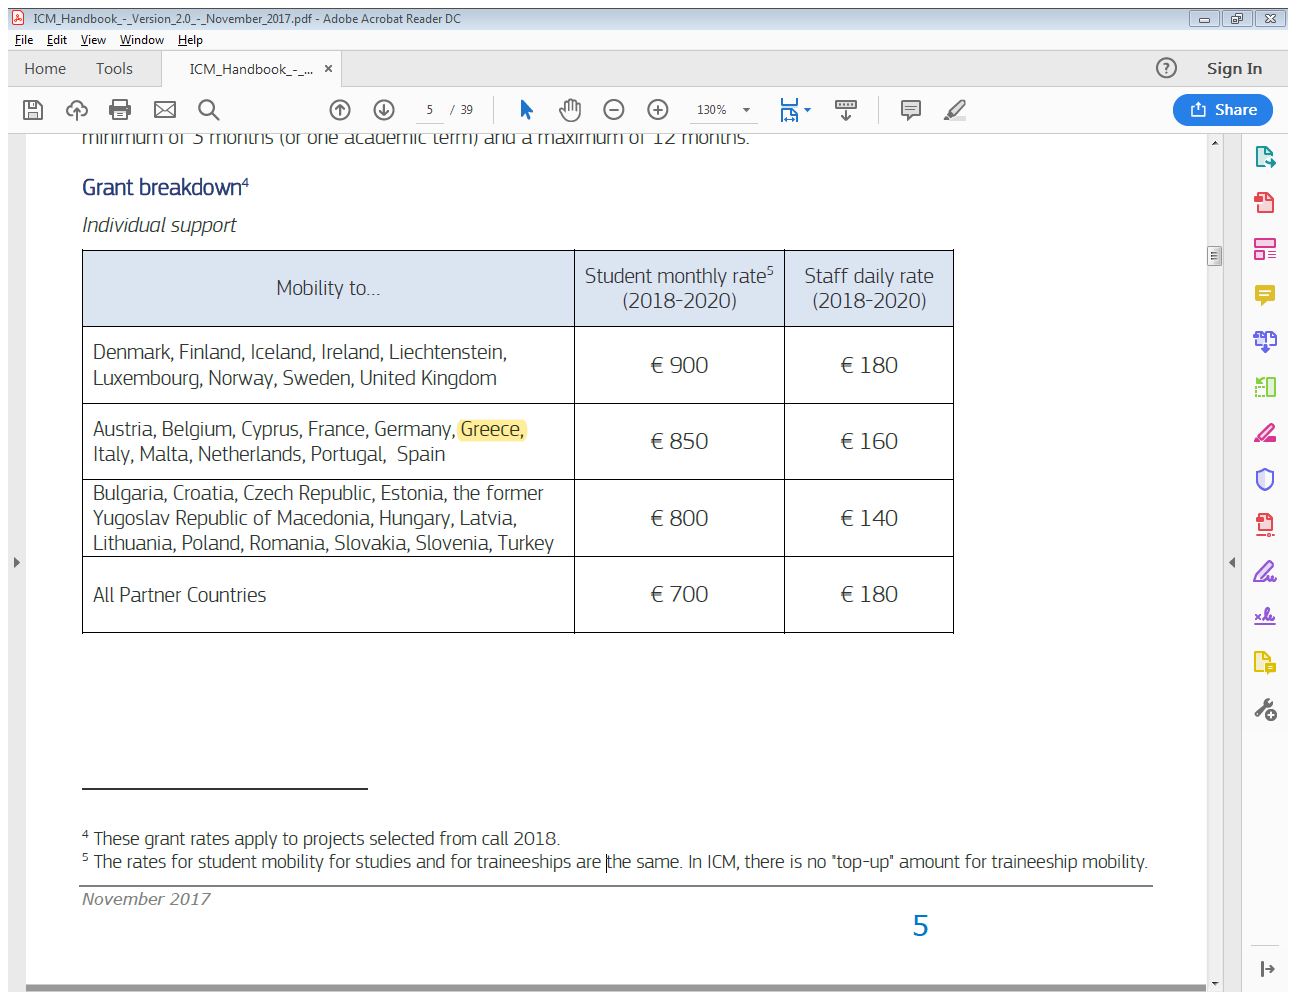 ICM_Handbook_-_Version_2.0_-_November_2017.pdf - Adobe Acrobat Reader DC
File Edit View Window Help
Home Tools ICM_Handbook_-_... × ? Sign In
5 / 39 130% Share
minimum of 3 months (or one academic term) and a maximum of 12 months.
Grant breakdown⁴
Individual support
Mobility to... Student monthly rate⁵ Staff daily rate
(2018-2020) (2018-2020)
Denmark, Finland, Iceland, Ireland, Liechtenstein,
Luxembourg, Norway, Sweden, United Kingdom
€ 900 € 180
Austria, Belgium, Cyprus, France, Germany, Greece,
Italy, Malta, Netherlands, Portugal, Spain
€ 850 € 160
Bulgaria, Croatia, Czech Republic, Estonia, the former
Yugoslav Republic of Macedonia, Hungary, Latvia,
Lithuania, Poland, Romania, Slovakia, Slovenia, Turkey
€ 800 € 140
All Partner Countries € 700 € 180
⁴ These grant rates apply to projects selected from call 2018.
⁵ The rates for student mobility for studies and for traineeships are the same. In ICM, there is no "top-up" amount for traineeship mobility.
November 2017
5